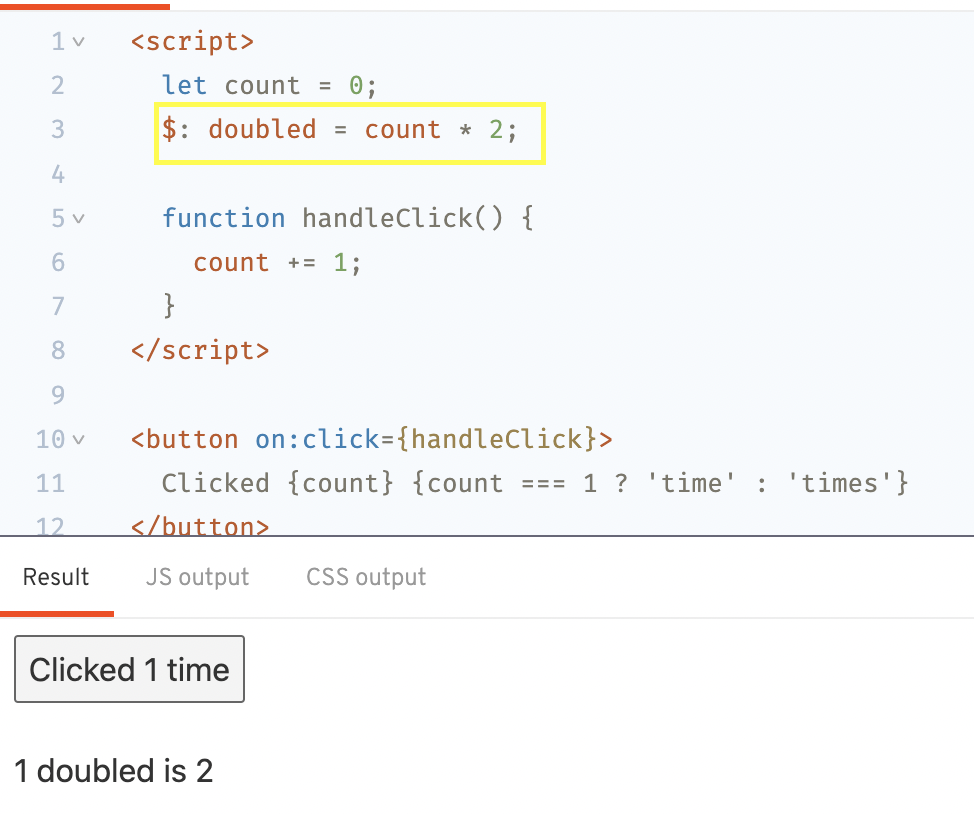 1 <script>
2 let count = 0;
3 $: doubled = count * 2;
4
5 function handleClick() {
6 count += 1;
7 }
8 </script>
9
10 <button on:click={handleClick}>
11 Clicked {count} {count === 1 ? 'time' : 'times'}
12 </button>
Result JS output CSS output
Clicked 1 time
1 doubled is 2